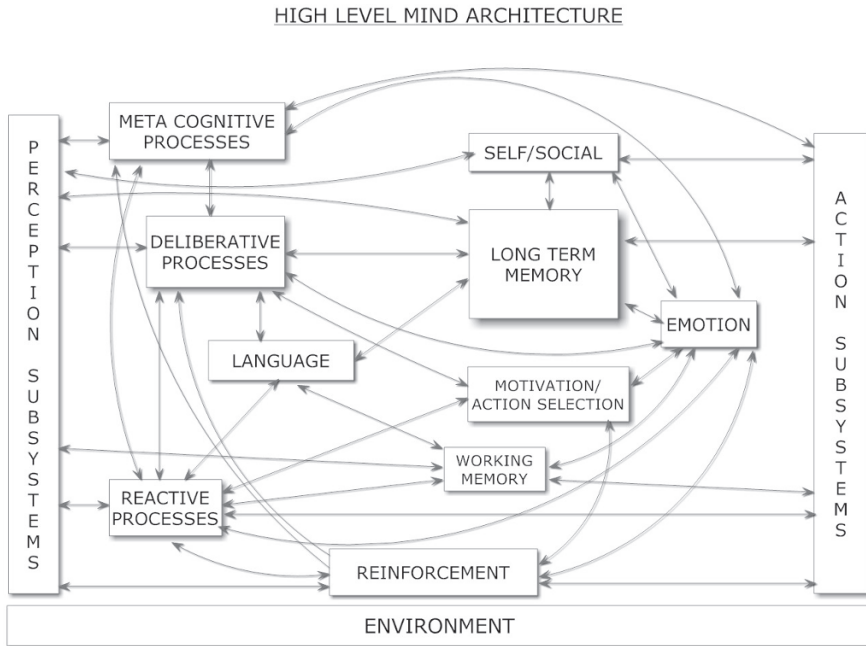 HIGH LEVEL MIND ARCHITECTURE
PERCEPTION SUBSYSTEMS
META COGNITIVE
PROCESSES
SELF/SOCIAL
ACTION SUBSYSTEMS
DELIBERATIVE
PROCESSES
LONG TERM
MEMORY
EMOTION
LANGUAGE
MOTIVATION/
ACTION SELECTION
WORKING
MEMORY
REACTIVE
PROCESSES
REINFORCEMENT
ENVIRONMENT